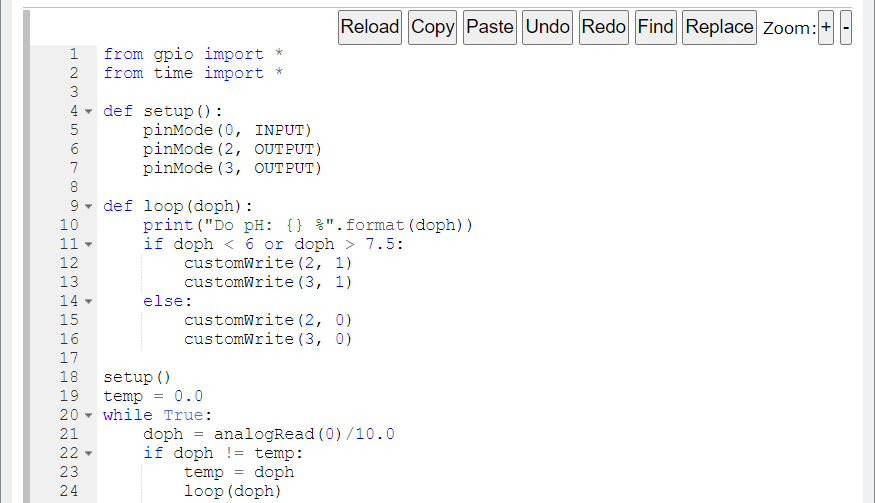 Reload Copy Paste Undo Redo Find Replace Zoom: + -
1 from gpio import *
2 from time import *
3
4 def setup():
5     pinMode(0, INPUT)
6     pinMode(2, OUTPUT)
7     pinMode(3, OUTPUT)
8
9 def loop(doph):
10     print("Do pH: {} %".format(doph))
11     if doph < 6 or doph > 7.5:
12         customWrite(2, 1)
13         customWrite(3, 1)
14     else:
15         customWrite(2, 0)
16         customWrite(3, 0)
17
18 setup()
19 temp = 0.0
20 while True:
21     doph = analogRead(0)/10.0
22     if doph != temp:
23         temp = doph
24         loop(doph)